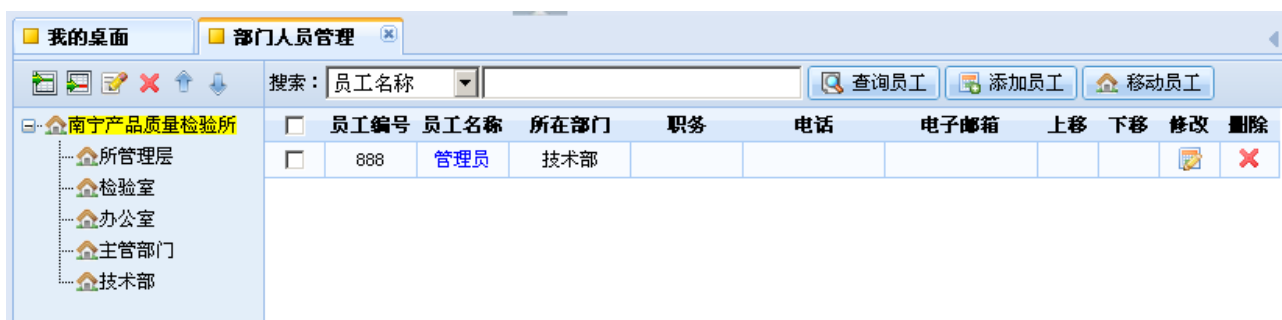 我的桌面 部门人员管理
搜索： 员工名称 查询员工 添加员工 移动员工
南宁产品质量检验所
所管理层
检验室
办公室
主管部门
技术部
员工编号 员工名称 所在部门 职务 电话 电子邮箱 上移 下移 修改 删除
888 管理员 技术部